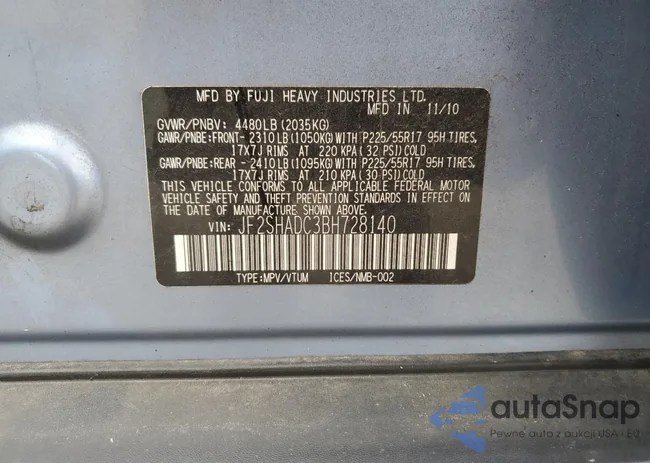 MFD BY FUJI HEAVY INDUSTRIES LTD.
MFD IN 11/10
GVWR/PNBV: 4480LB (2035KG)
GAWR/PNBE:FRONT- 2310LB(1050KG)WITH P225/55R17 95H TIRES,
17X7J RIMS AT 220 KPA (32 PSI)COLD
GAWR/PNBE:REAR -2410LB(1095KG)WITH P225/55R17 95H TIRES,
17X7J RIMS AT 210 KPA (30 PSI)COLD
THIS VEHICLE CONFORMS TO ALL APPLICABLE FEDERAL MOTOR
VEHICLE SAFETY AND THEFT PREVENTION STANDARDS IN EFFECT ON
THE DATE OF MANUFACTURE SHOWN ABOVE.
VIN: JF2SHADC3BH728140
TYPE:MPV/VTUM ICES/NMB-002
autaSnap
Pewne auto z aukcji USA i EU